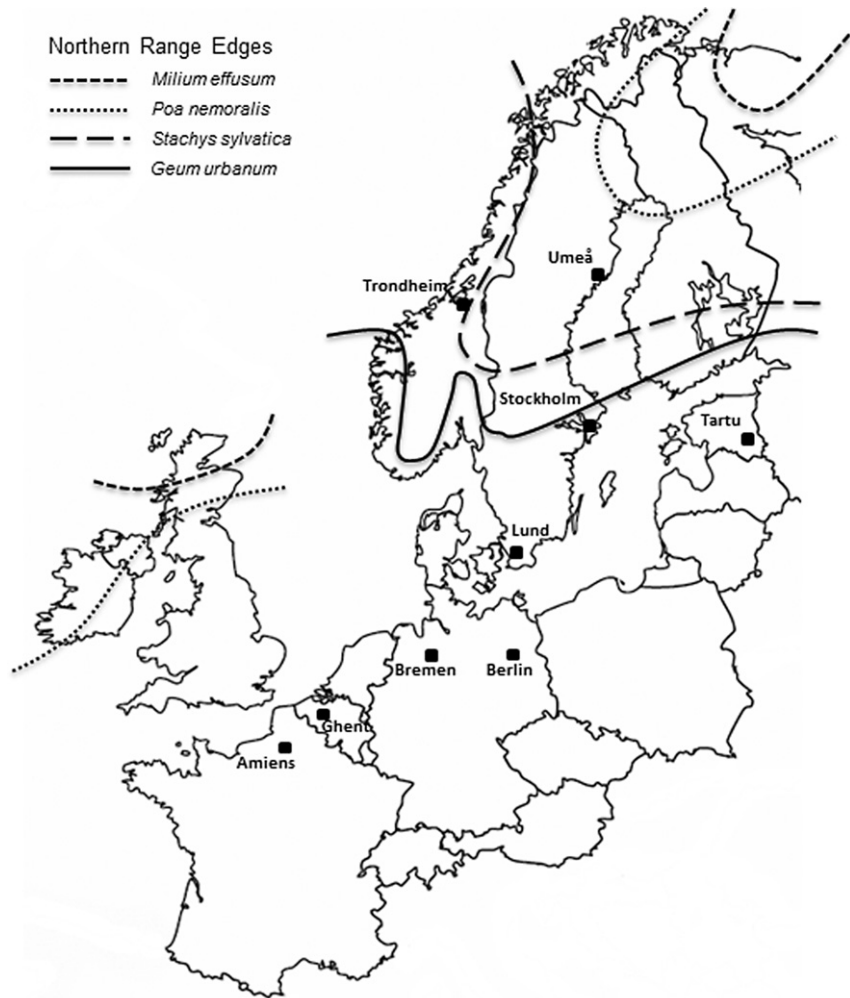 Northern Range Edges
Milium effusum
Poa nemoralis
Stachys sylvatica
Geum urbanum
Umeå
Trondheim
Stockholm
Tartu
Lund
Bremen
Berlin
Ghent
Amiens